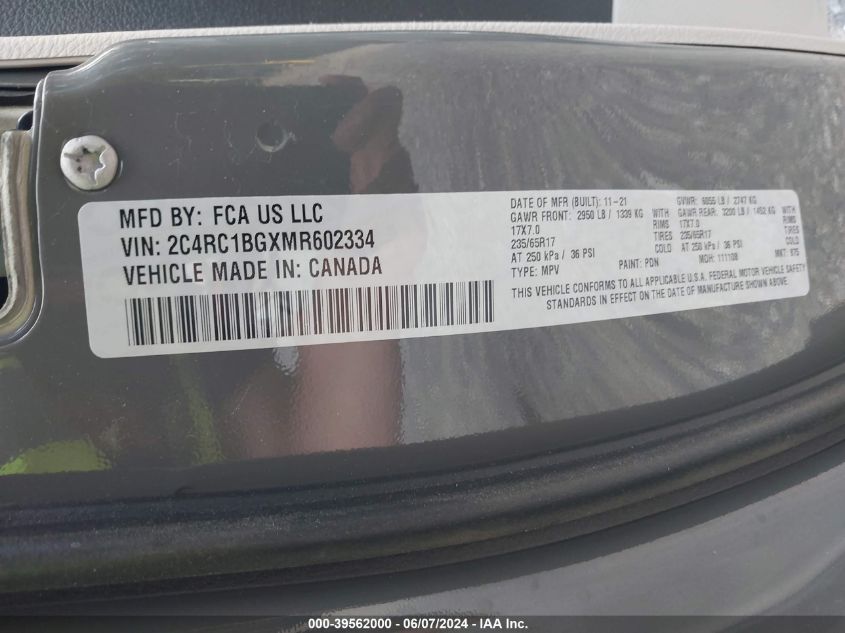 MFD BY: FCA US LLC
VIN: 2C4RC1BGXMR602334
VEHICLE MADE IN: CANADA
DATE OF MFR (BUILT): 11-21
GVWR: 6055 LB / 2747 KG
GAWR FRONT: 2950 LB / 1339 KG WITH GAWR REAR: 3200 LB / 1452 KG WITH
17X7.0 RIMS 17X7.0 RIMS
235/65R17 TIRES 235/65R17 TIRES
AT 250 kPa / 36 PSI COLD AT 250 kPa / 36 PSI COLD
TYPE: MPV PAINT: PDN MDH: 111108 MKT: 975
THIS VEHICLE CONFORMS TO ALL APPLICABLE U.S.A. FEDERAL MOTOR VEHICLE SAFETY
STANDARDS IN EFFECT ON THE DATE OF MANUFACTURE SHOWN ABOVE.
000-39562000 - 06/07/2024 - IAA Inc.